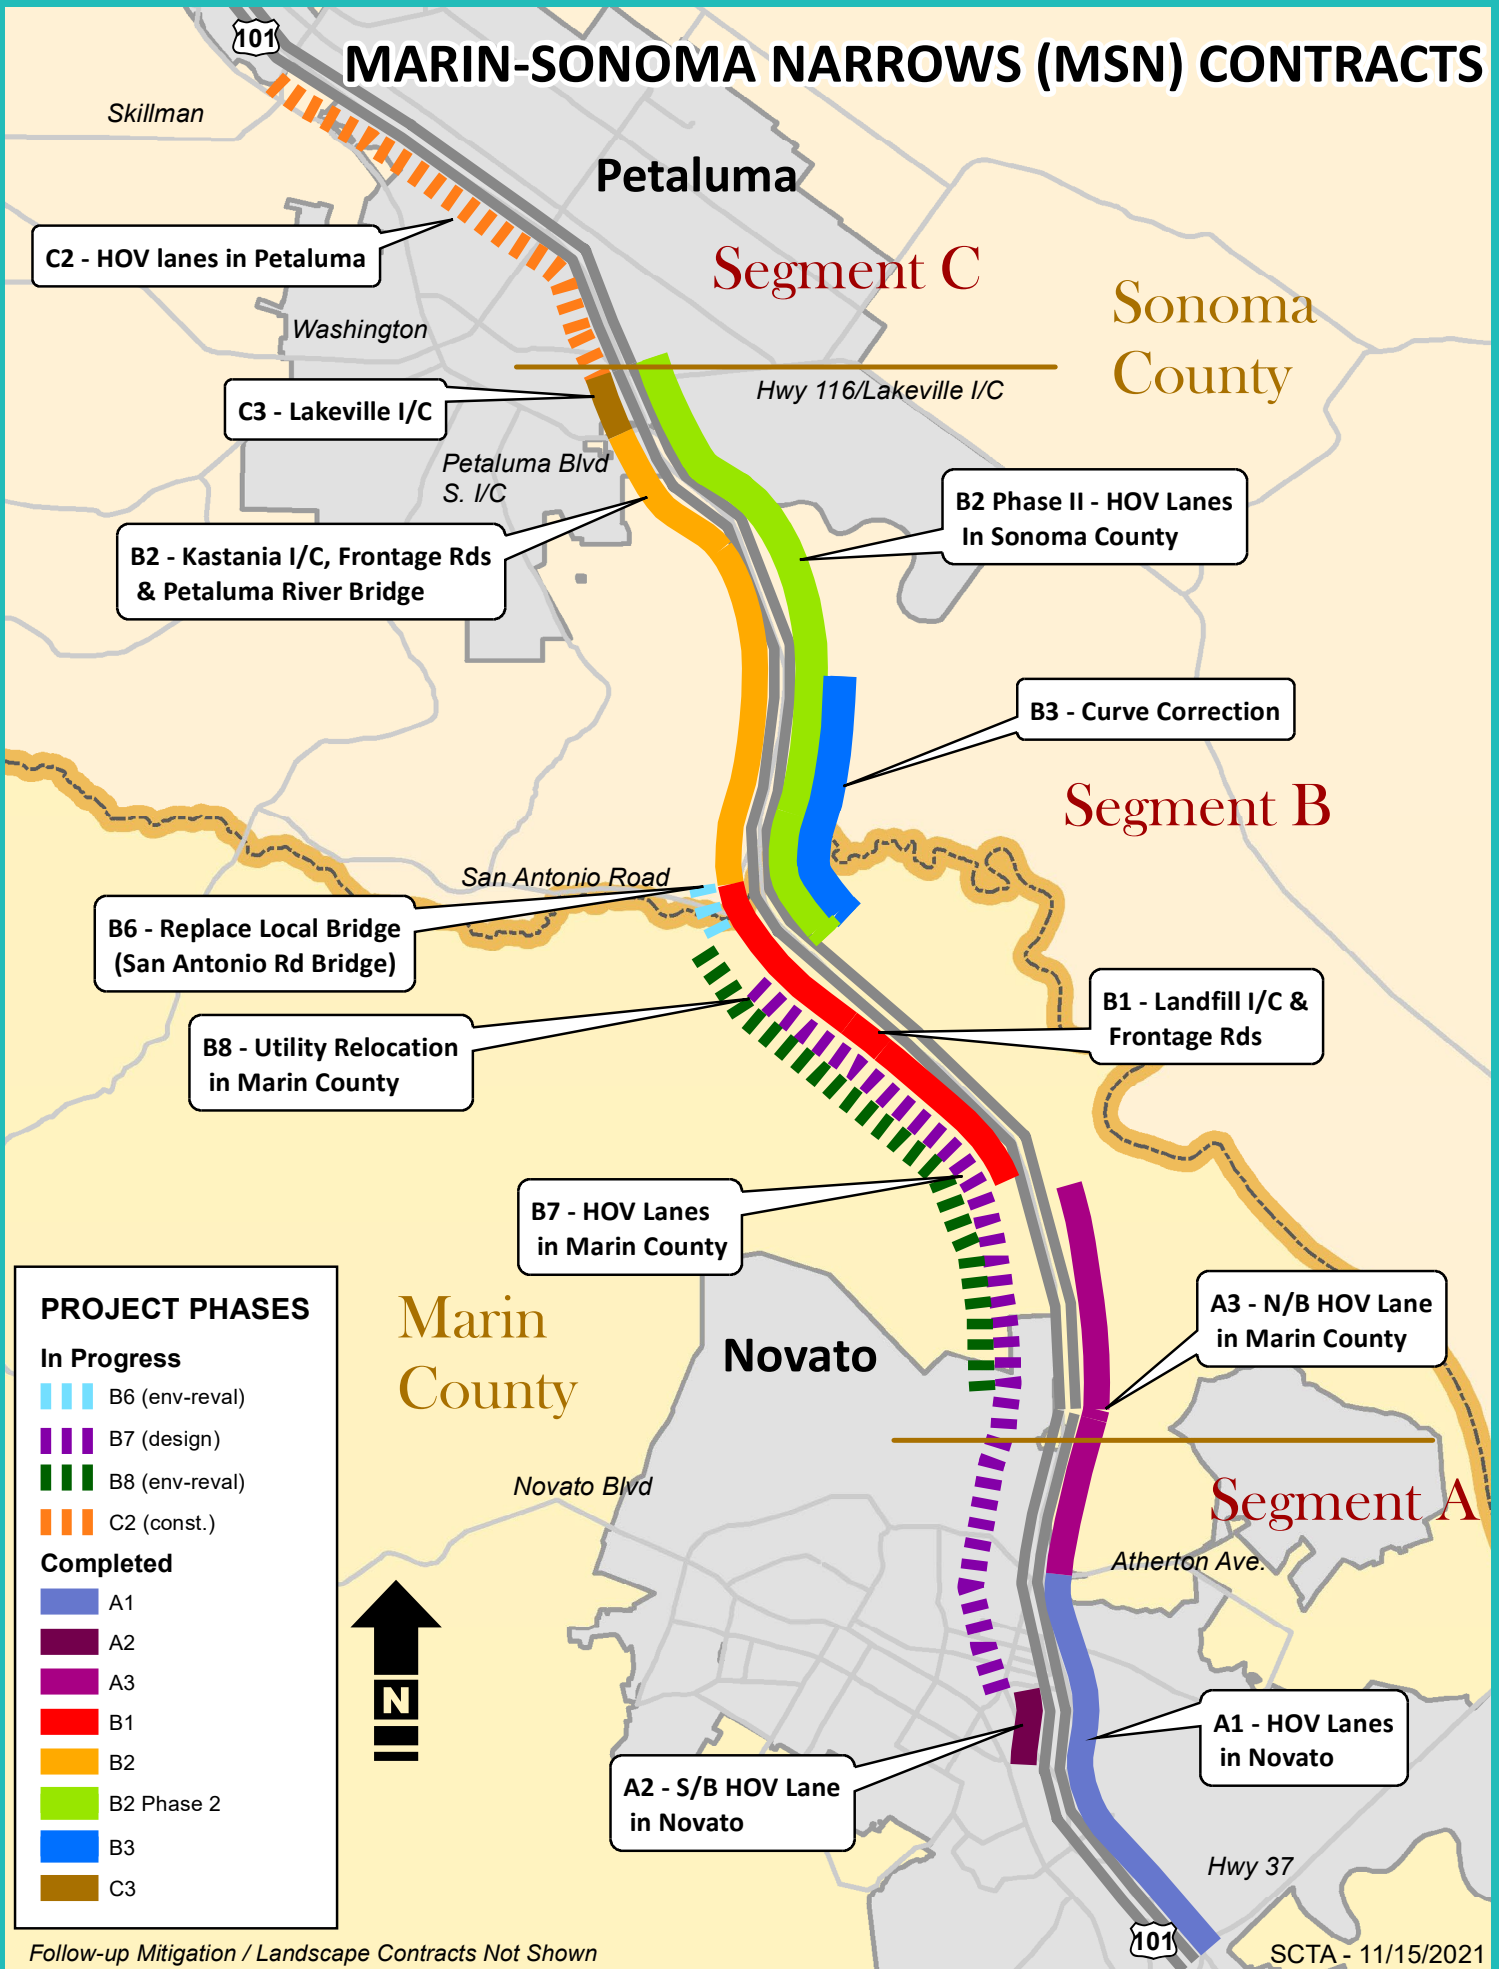 101
MARIN-SONOMA NARROWS (MSN) CONTRACTS
Skillman
Petaluma
C2 - HOV lanes in Petaluma
Segment C
Sonoma
County
Washington
Hwy 116/Lakeville I/C
C3 - Lakeville I/C
Petaluma Blvd
S. I/C
B2 Phase II - HOV Lanes
In Sonoma County
B2 - Kastania I/C, Frontage Rds
& Petaluma River Bridge
B3 - Curve Correction
Segment B
San Antonio Road
B6 - Replace Local Bridge
(San Antonio Rd Bridge)
B1 - Landfill I/C &
Frontage Rds
B8 - Utility Relocation
in Marin County
B7 - HOV Lanes
in Marin County
A3 - N/B HOV Lane
in Marin County
Marin
County
Novato
Segment A
Novato Blvd
Atherton Ave.
A1 - HOV Lanes
in Novato
A2 - S/B HOV Lane
in Novato
Hwy 37
101
N
PROJECT PHASES
In Progress
B6 (env-reval)
B7 (design)
B8 (env-reval)
C2 (const.)
Completed
A1
A2
A3
B1
B2
B2 Phase 2
B3
C3
Follow-up Mitigation / Landscape Contracts Not Shown
SCTA - 11/15/2021